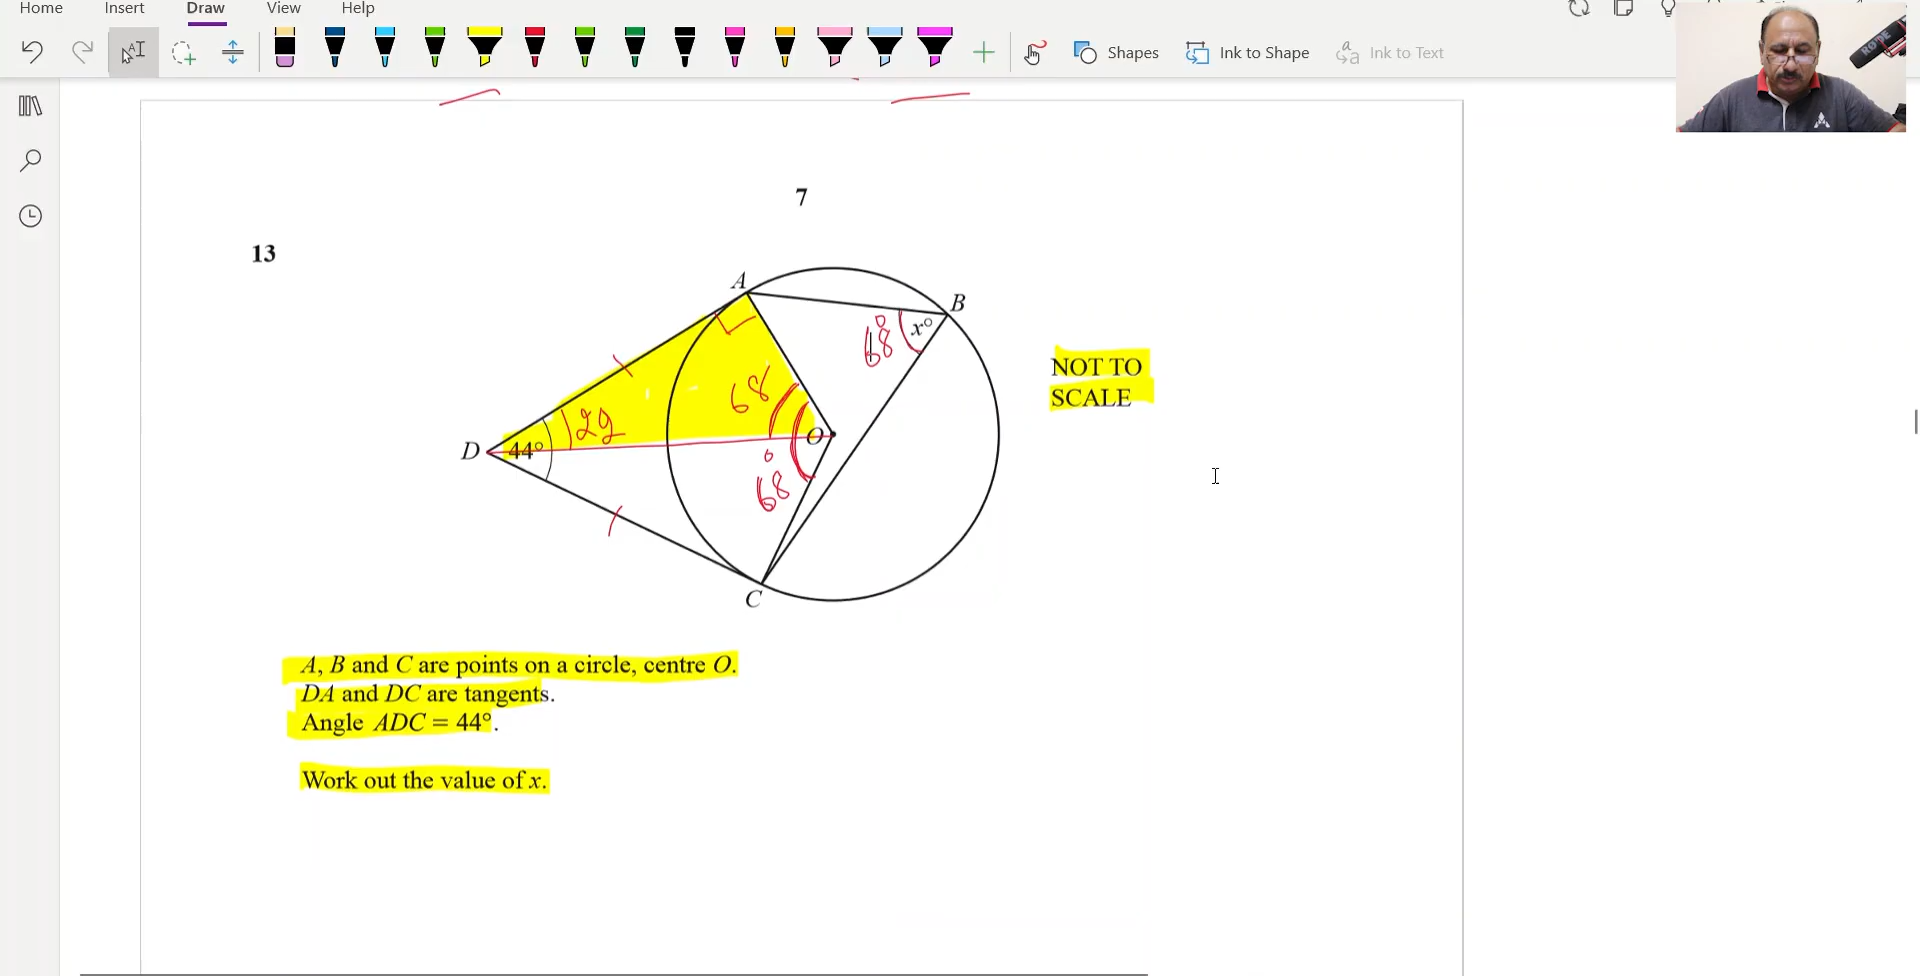 Home Insert Draw View Help
Shapes Ink to Shape Ink to Text
RØDE
7
13
A
B
x°
68°
NOT TO
SCALE
68
29
O
D
44°
68°
C
A, B and C are points on a circle, centre O.
DA and DC are tangents.
Angle ADC = 44°.
Work out the value of x.